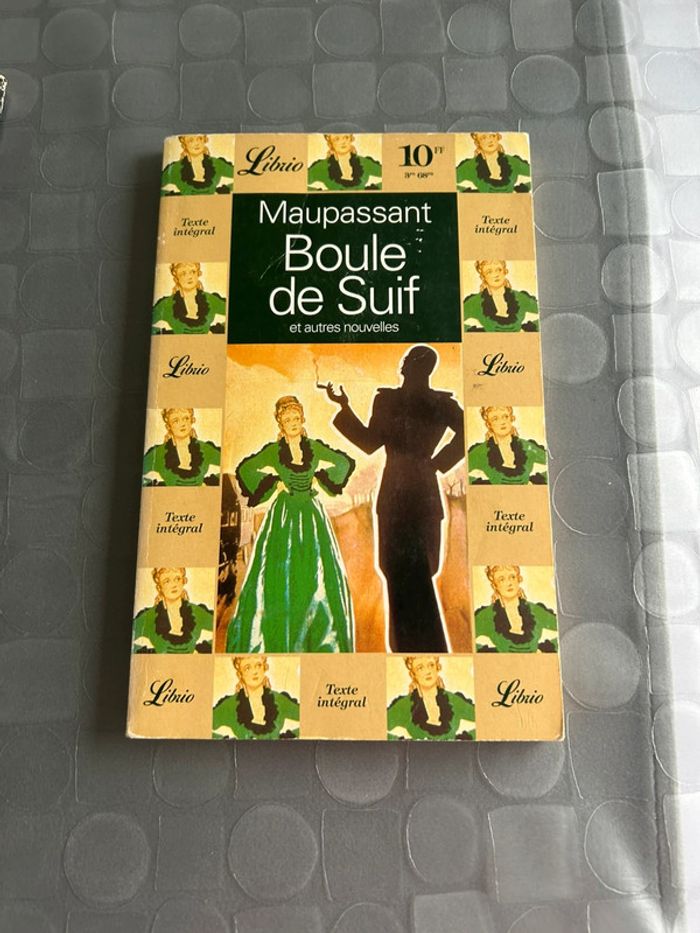 Librio
10 FF
Maupassant
Boule
de Suif
et autres nouvelles
Texte
intégral
Texte
intégral
Librio
Librio
Texte
intégral
Texte
intégral
Librio
Texte
intégral
Librio